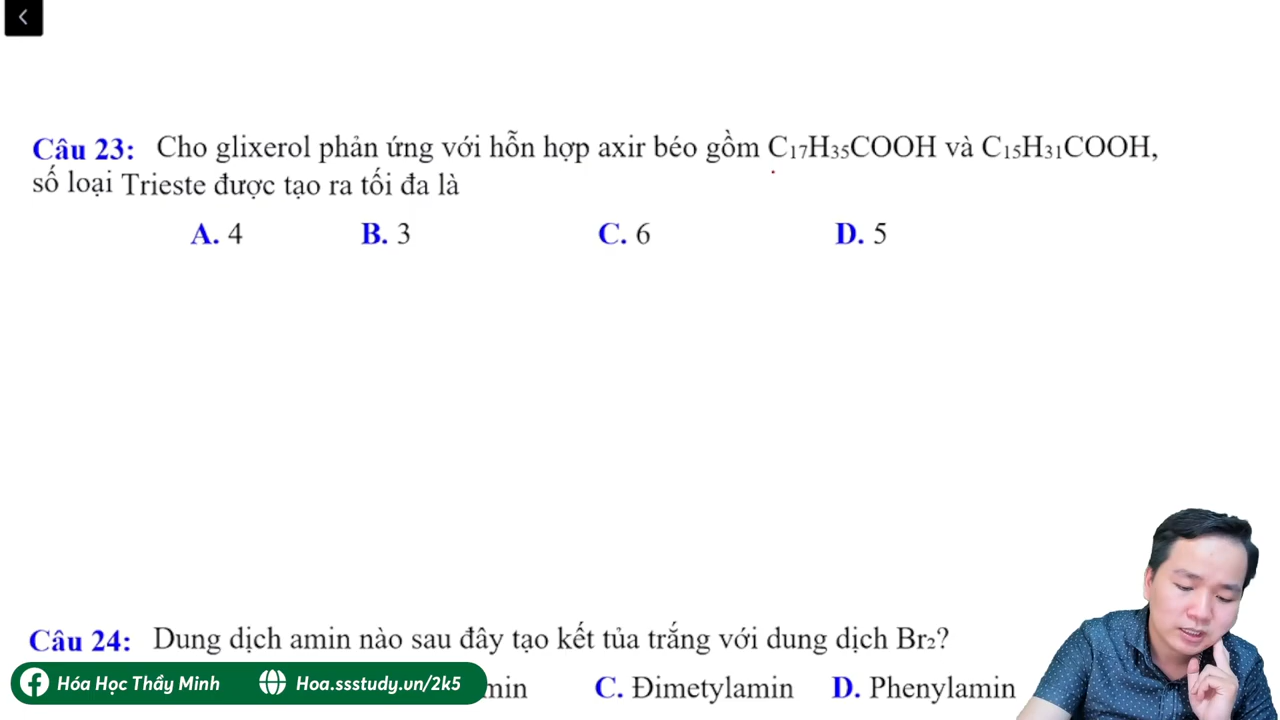 Câu 23: Cho glixerol phản ứng với hỗn hợp axir béo gồm C₁₇H₃₅COOH và C₁₅H₃₁COOH,
số loại Trieste được tạo ra tối đa là
A. 4 B. 3 C. 6 D. 5
Câu 24: Dung dịch amin nào sau đây tạo kết tủa trắng với dung dịch Br₂?
C. Đimetylamin D. Phenylamin
Hóa Học Thầy Minh Hoa.ssstudy.vn/2k5